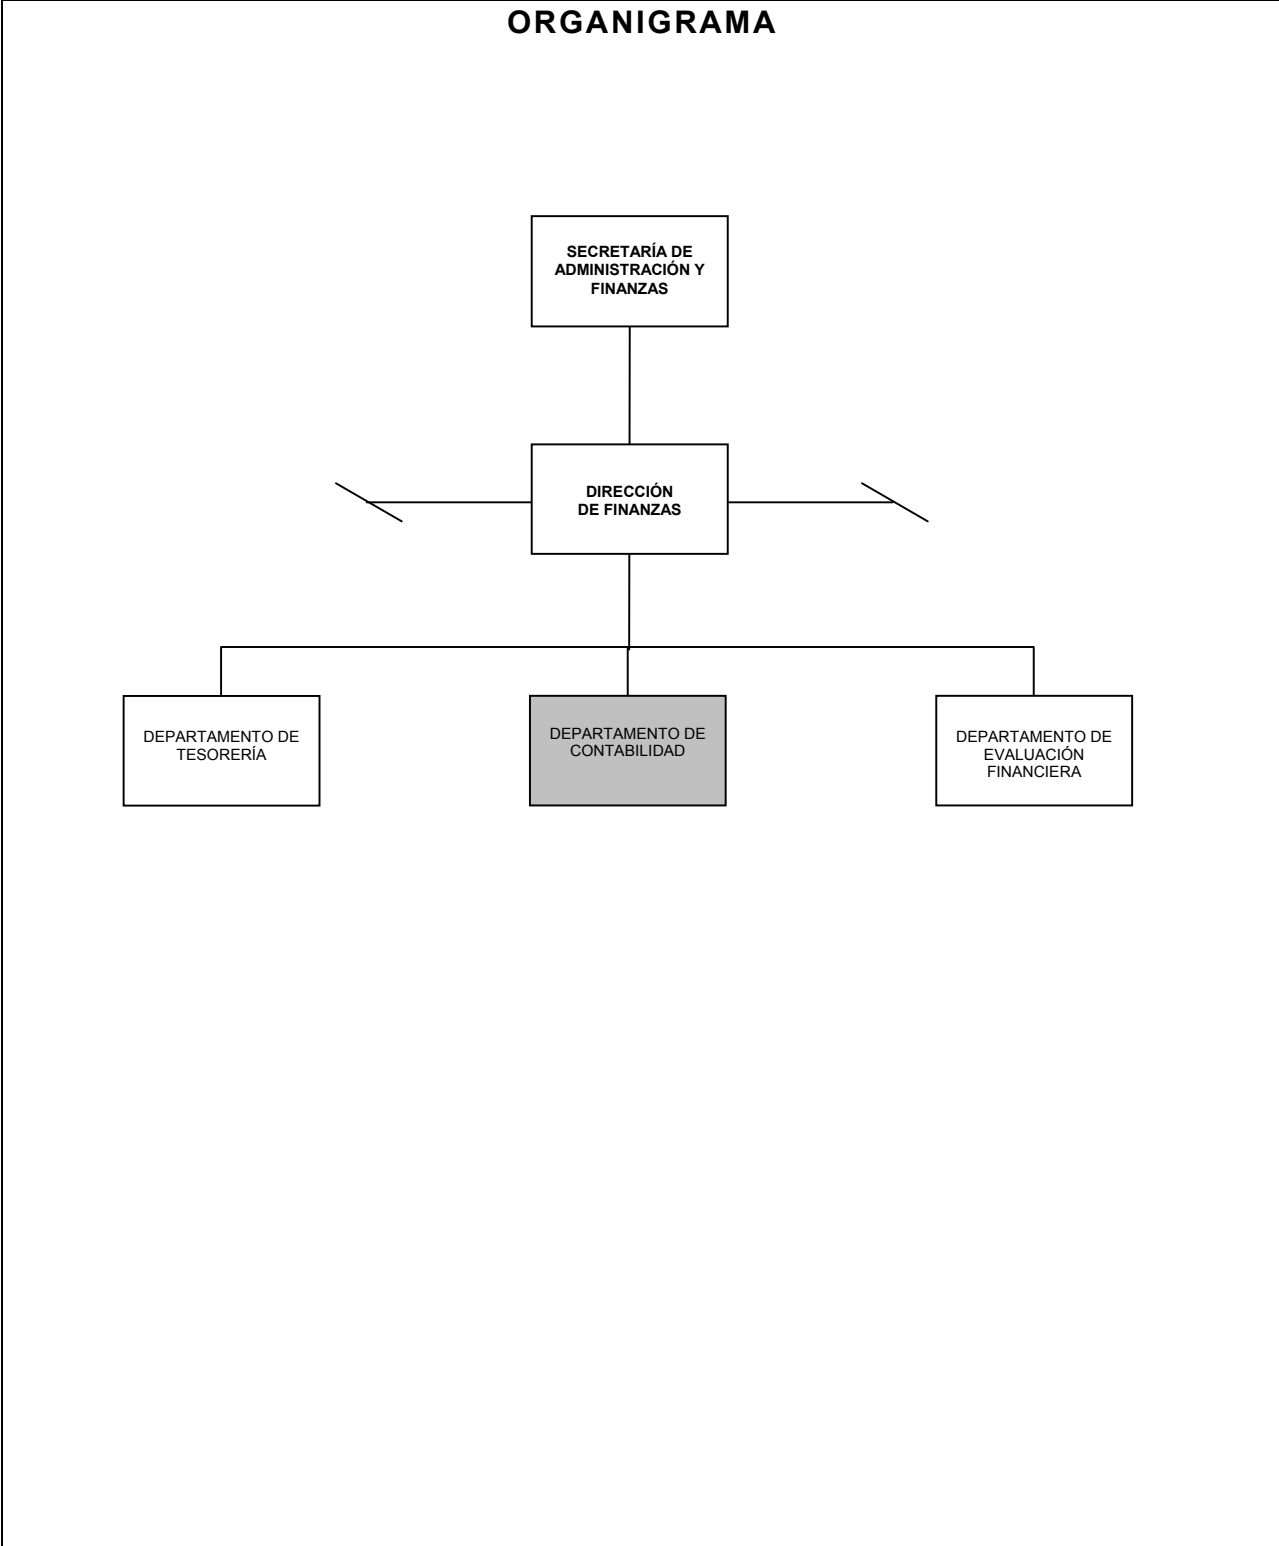 ORGANIGRAMA
SECRETARÍA DE
ADMINISTRACIÓN Y
FINANZAS
DIRECCIÓN
DE FINANZAS
DEPARTAMENTO DE
TESORERÍA
DEPARTAMENTO DE
CONTABILIDAD
DEPARTAMENTO DE
EVALUACIÓN
FINANCIERA